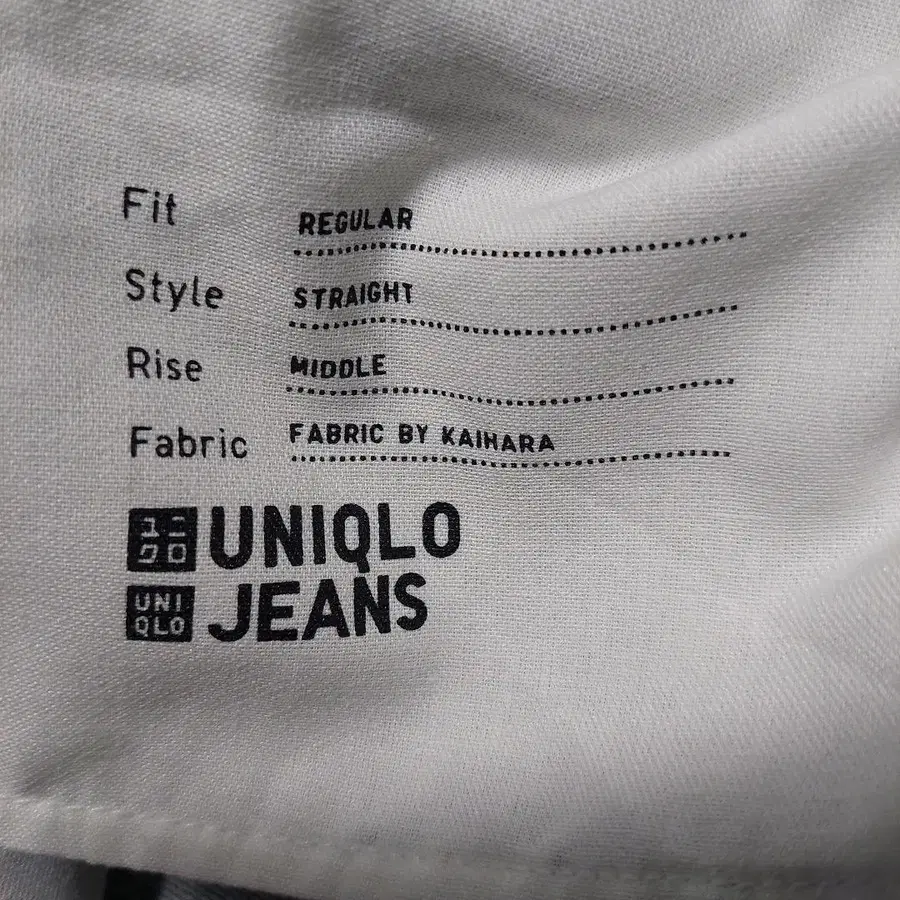 Fit REGULAR
Style STRAIGHT
Rise MIDDLE
Fabric FABRIC BY KAIHARA
ユニ
クロ
UNIQLO
UNI
QLO
JEANS